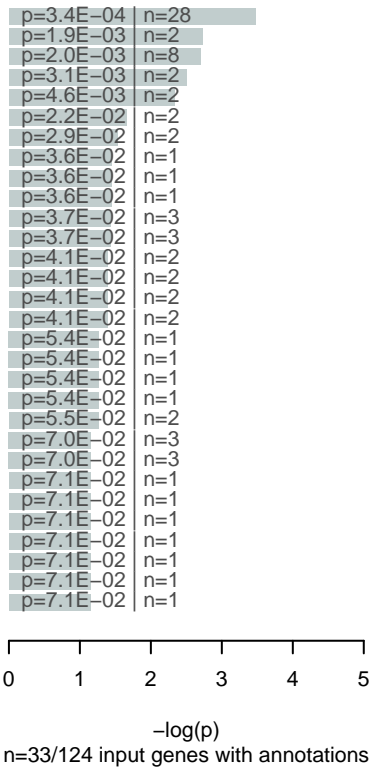 p=3.4E−04 n=28
p=1.9E−03 n=2
p=2.0E−03 n=8
p=3.1E−03 n=2
p=4.6E−03 n=2
p=2.2E−02 n=2
p=2.9E−02 n=2
p=3.6E−02 n=1
p=3.6E−02 n=1
p=3.6E−02 n=1
p=3.7E−02 n=3
p=3.7E−02 n=3
p=4.1E−02 n=2
p=4.1E−02 n=2
p=4.1E−02 n=2
p=4.1E−02 n=2
p=5.4E−02 n=1
p=5.4E−02 n=1
p=5.4E−02 n=1
p=5.4E−02 n=1
p=5.5E−02 n=2
p=7.0E−02 n=3
p=7.0E−02 n=3
p=7.1E−02 n=1
p=7.1E−02 n=1
p=7.1E−02 n=1
p=7.1E−02 n=1
p=7.1E−02 n=1
p=7.1E−02 n=1
p=7.1E−02 n=1
0 1 2 3 4 5
−log(p)
n=33/124 input genes with annotations